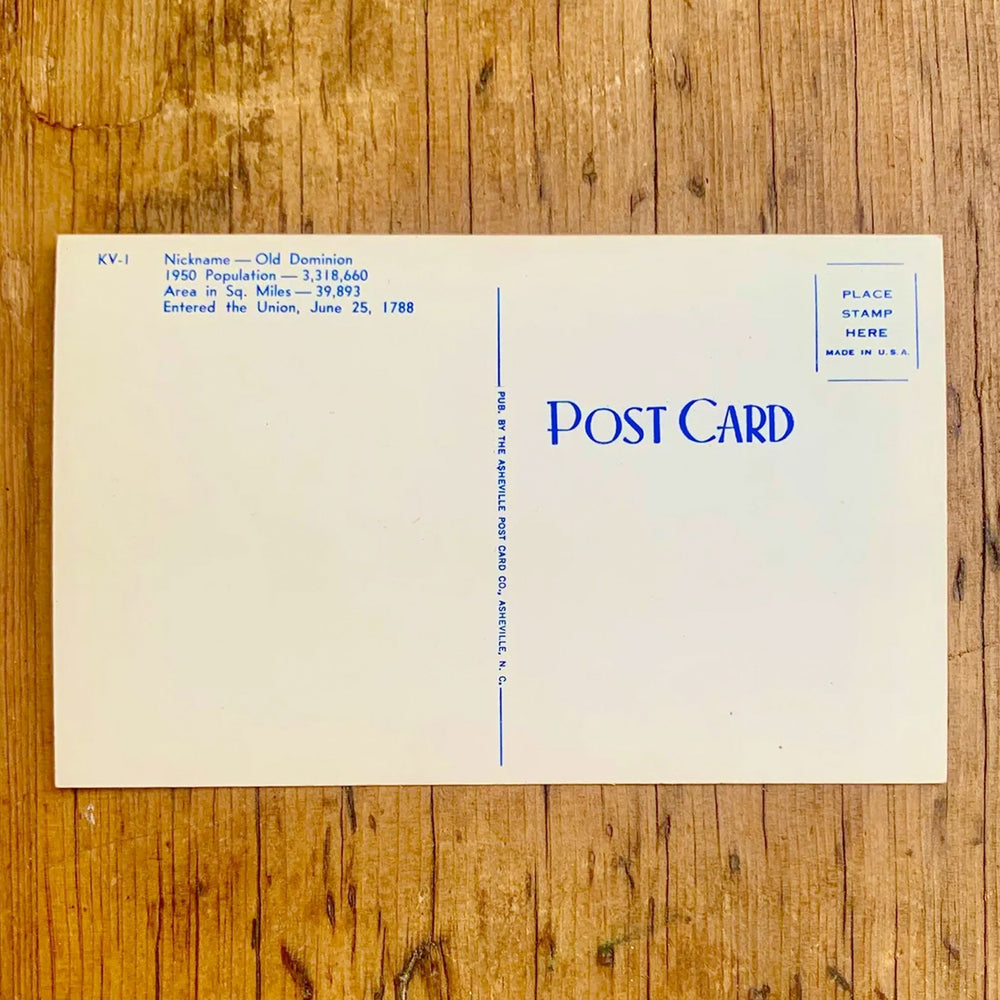 KV-1 Nickname — Old Dominion
1950 Population — 3,318,660
Area in Sq. Miles — 39,893
Entered the Union, June 25, 1788
PUB. BY THE ASHEVILLE POST CARD CO., ASHEVILLE, N. C.
PLACE
STAMP
HERE
MADE IN U.S.A.
POST CARD